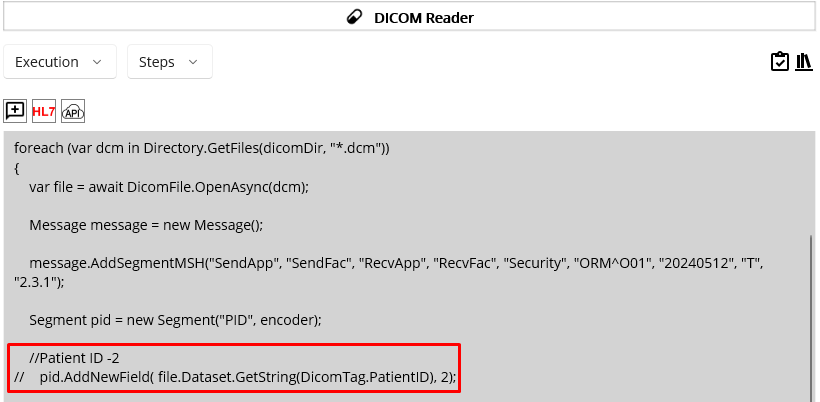 DICOM Reader
Execution
Steps
HL7
API
foreach (var dcm in Directory.GetFiles(dicomDir, "*.dcm"))
{
var file = await DicomFile.OpenAsync(dcm);
Message message = new Message();
message.AddSegmentMSH("SendApp", "SendFac", "RecvApp", "RecvFac", "Security", "ORM^O01", "20240512", "T",
"2.3.1");
Segment pid = new Segment("PID", encoder);
//Patient ID -2
// pid.AddNewField( file.Dataset.GetString(DicomTag.PatientID), 2);